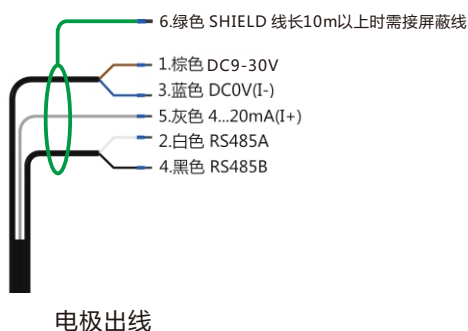 6.绿色 SHIELD 线长10m以上时需接屏蔽线
1.棕色 DC9-30V
3.蓝色 DC0V(I-)
5.灰色 4...20mA(I+)
2.白色 RS485A
4.黑色 RS485B
电极出线